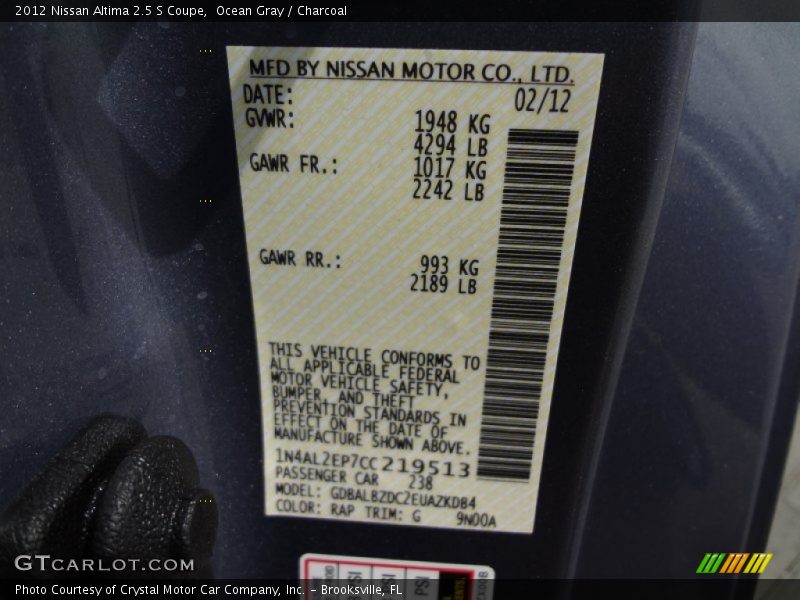 2012 Nissan Altima 2.5 S Coupe,  Ocean Gray / Charcoal
MFD BY NISSAN MOTOR CO., LTD.
DATE: 02/12
GVWR: 1948 KG
4294 LB
GAWR FR.: 1017 KG
2242 LB
GAWR RR.: 993 KG
2189 LB
THIS VEHICLE CONFORMS TO
ALL APPLICABLE FEDERAL
MOTOR VEHICLE SAFETY,
BUMPER, AND THEFT
PREVENTION STANDARDS IN
EFFECT ON THE DATE OF
MANUFACTURE SHOWN ABOVE.
1N4AL2EP7CC219513
PASSENGER CAR 238
MODEL: GDBALBZDC2EUAZKDB4
COLOR: RAP TRIM: G 9N00A
PSI
GTCARLOT.COM
Photo Courtesy of Crystal Motor Car Company, Inc. – Brooksville, FL